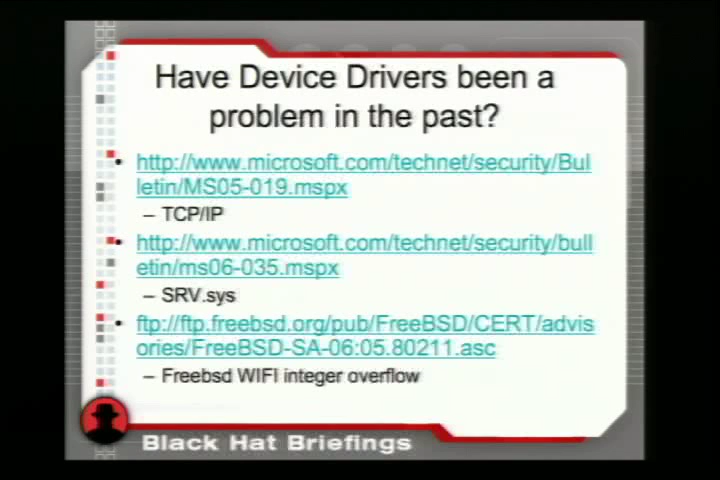 Have Device Drivers been a
problem in the past?
• http://www.microsoft.com/technet/security/Bul
letin/MS05-019.mspx
– TCP/IP
• http://www.microsoft.com/technet/security/bull
etin/ms06-035.mspx
– SRV.sys
• ftp://ftp.freebsd.org/pub/FreeBSD/CERT/advis
ories/FreeBSD-SA-06:05.80211.asc
– Freebsd WIFI integer overflow
Black Hat Briefings